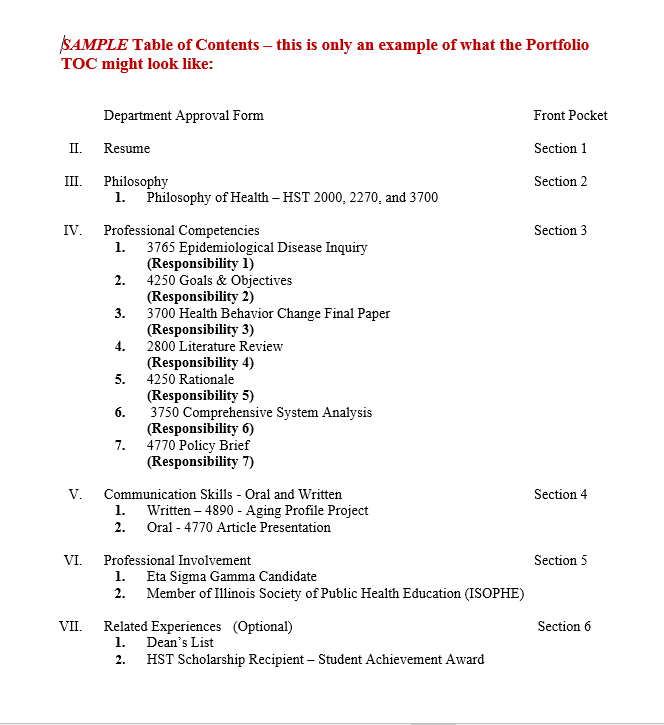 SAMPLE Table of Contents – this is only an example of what the Portfolio
TOC might look like:
Department Approval Form Front Pocket
II. Resume Section 1
III. Philosophy Section 2
1. Philosophy of Health – HST 2000, 2270, and 3700
IV. Professional Competencies Section 3
1. 3765 Epidemiological Disease Inquiry
(Responsibility 1)
2. 4250 Goals & Objectives
(Responsibility 2)
3. 3700 Health Behavior Change Final Paper
(Responsibility 3)
4. 2800 Literature Review
(Responsibility 4)
5. 4250 Rationale
(Responsibility 5)
6. 3750 Comprehensive System Analysis
(Responsibility 6)
7. 4770 Policy Brief
(Responsibility 7)
V. Communication Skills - Oral and Written Section 4
1. Written – 4890 - Aging Profile Project
2. Oral - 4770 Article Presentation
VI. Professional Involvement Section 5
1. Eta Sigma Gamma Candidate
2. Member of Illinois Society of Public Health Education (ISOPHE)
VII. Related Experiences (Optional) Section 6
1. Dean’s List
2. HST Scholarship Recipient – Student Achievement Award